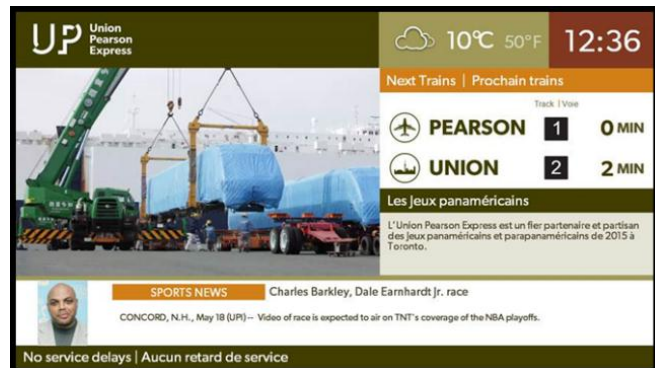 UP Union
Pearson
Express
10°C 50°F 12:36
Next Trains | Prochain trains
Track | Voie
PEARSON 1 0 MIN
UNION 2 2 MIN
Les Jeux panaméricains
L'Union Pearson Express est un fier partenaire et partisan
des Jeux panaméricains et parapanaméricains de 2015 à
Toronto.
SPORTS NEWS Charles Barkley, Dale Earnhardt Jr. race
CONCORD, N.H., May 18 (UPI) -- Video of race is expected to air on TNT's coverage of the NBA playoffs.
No service delays | Aucun retard de service